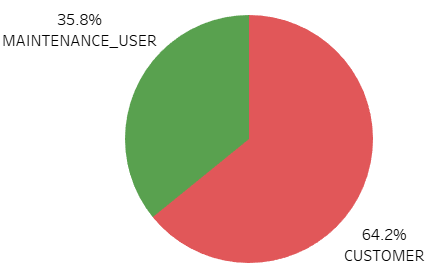 35.8%
MAINTENANCE_USER
64.2%
CUSTOMER